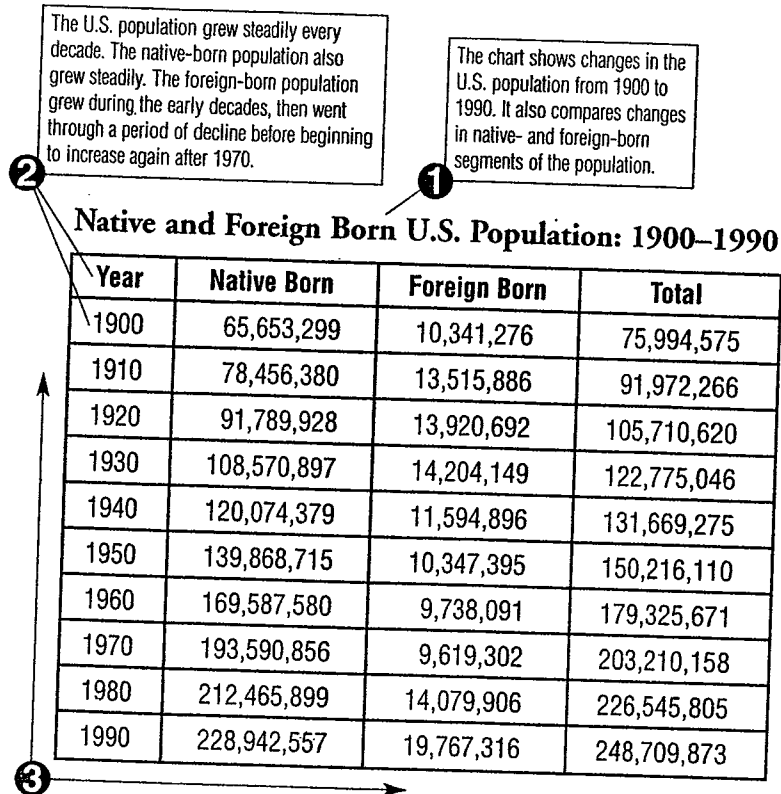 The U.S. population grew steadily every
decade. The native-born population also
grew steadily. The foreign-born population
grew during the early decades, then went
through a period of decline before beginning
to increase again after 1970.
The chart shows changes in the
U.S. population from 1900 to
1990. It also compares changes
in native- and foreign-born
segments of the population.
2
1
Native and Foreign Born U.S. Population: 1900–1990
Year Native Born Foreign Born Total
1900 65,653,299 10,341,276 75,994,575
1910 78,456,380 13,515,886 91,972,266
1920 91,789,928 13,920,692 105,710,620
1930 108,570,897 14,204,149 122,775,046
1940 120,074,379 11,594,896 131,669,275
1950 139,868,715 10,347,395 150,216,110
1960 169,587,580 9,738,091 179,325,671
1970 193,590,856 9,619,302 203,210,158
1980 212,465,899 14,079,906 226,545,805
1990 228,942,557 19,767,316 248,709,873
3